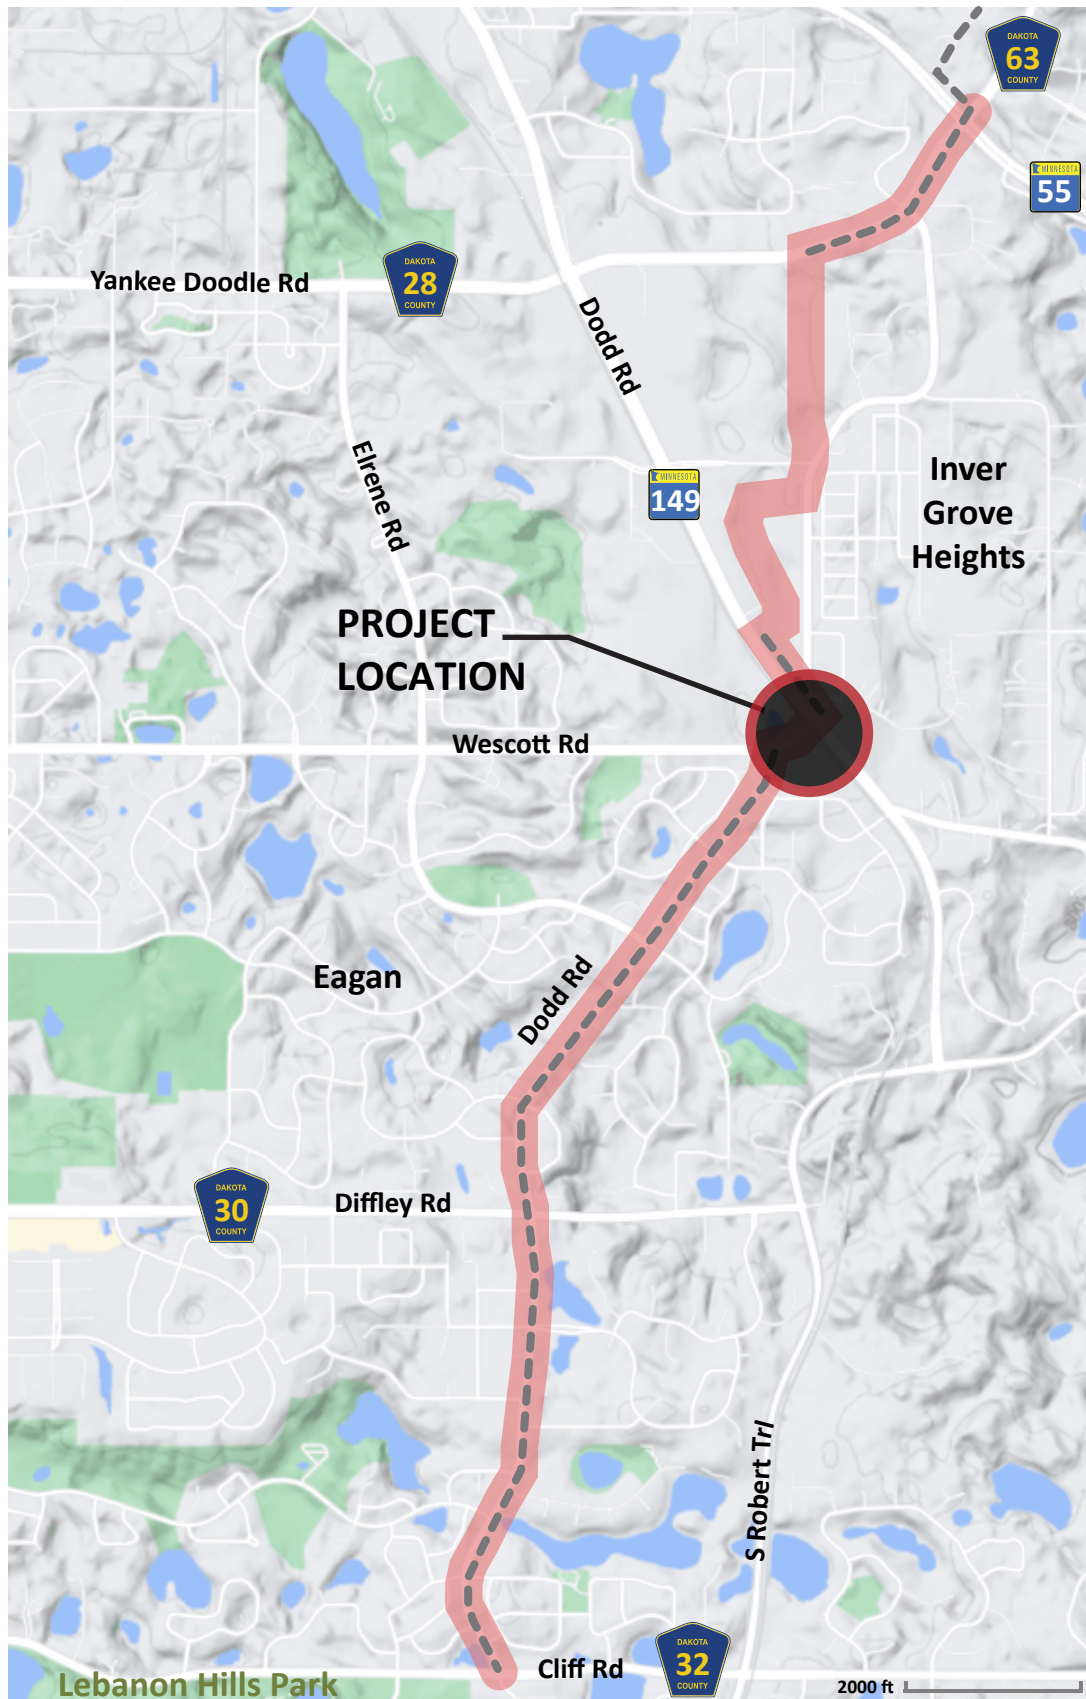 DAKOTA
63
COUNTY
MINNESOTA
55
Yankee Doodle Rd
DAKOTA
28
COUNTY
Dodd Rd
Elrene Rd
MINNESOTA
149
Inver
Grove
Heights
PROJECT
LOCATION
Wescott Rd
Eagan
Dodd Rd
DAKOTA
30
COUNTY
Diffley Rd
S Robert Trl
Cliff Rd
DAKOTA
32
COUNTY
Lebanon Hills Park
2000 ft